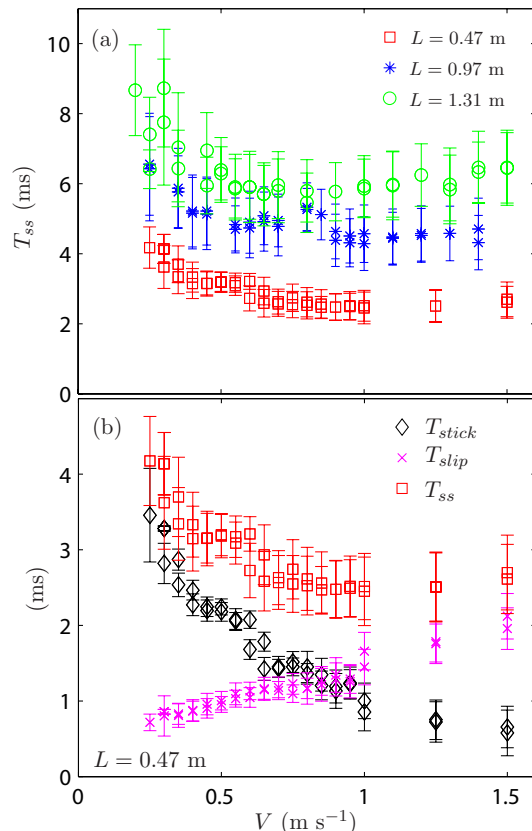 (a)
L = 0.47 m
L = 0.97 m
L = 1.31 m
10
8
6
4
2
0
T_ss (ms)
(b)
T_stick
T_slip
T_ss
4
3
2
1
0
(ms)
L = 0.47 m
0 0.5 1 1.5
V (m s⁻¹)